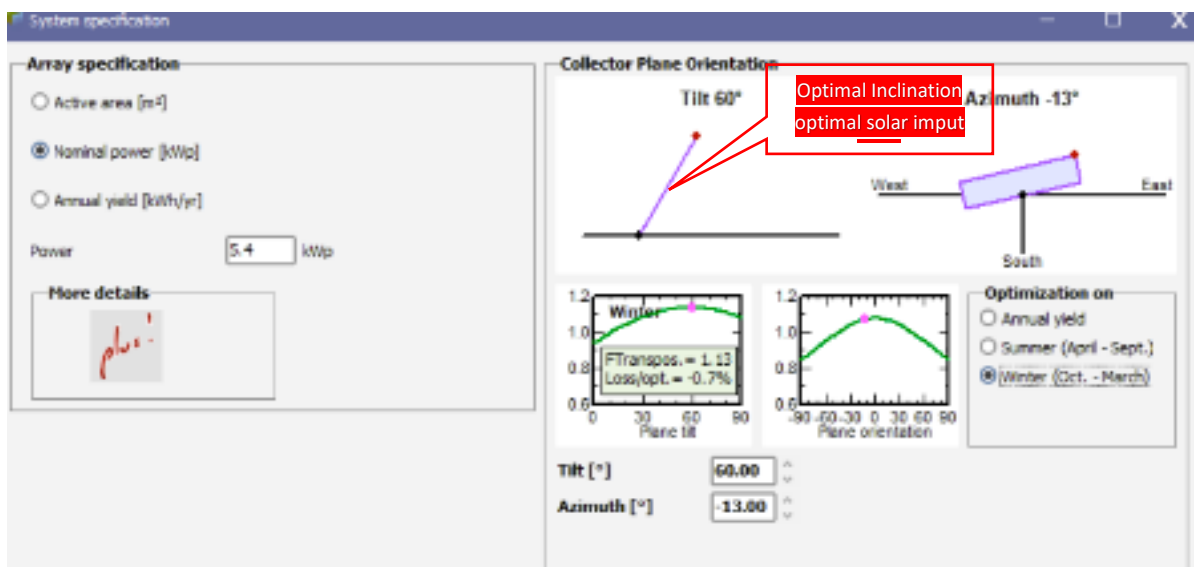 System specification
Array specification
Active area [m²]
Nominal power [kWp]
Annual yield [kWh/yr]
Power 5.4 kWp
More details
plus!
Collector Plane Orientation
Tilt 60°
Azimuth -13°
Optimal Inclination
optimal solar imput
West East
South
1.2
1.0
0.8
0.6
Winter
FTranspos. = 1.13
Loss/opt. = -0.7%
0 30 60 90
Plane tilt
1.2
1.0
0.8
0.6
-90 -60 -30 0 30 60 90
Plane orientation
Optimization on
Annual yield
Summer (April - Sept.)
Winter (Oct. - March)
Tilt [°] 60.00
Azimuth [°] -13.00